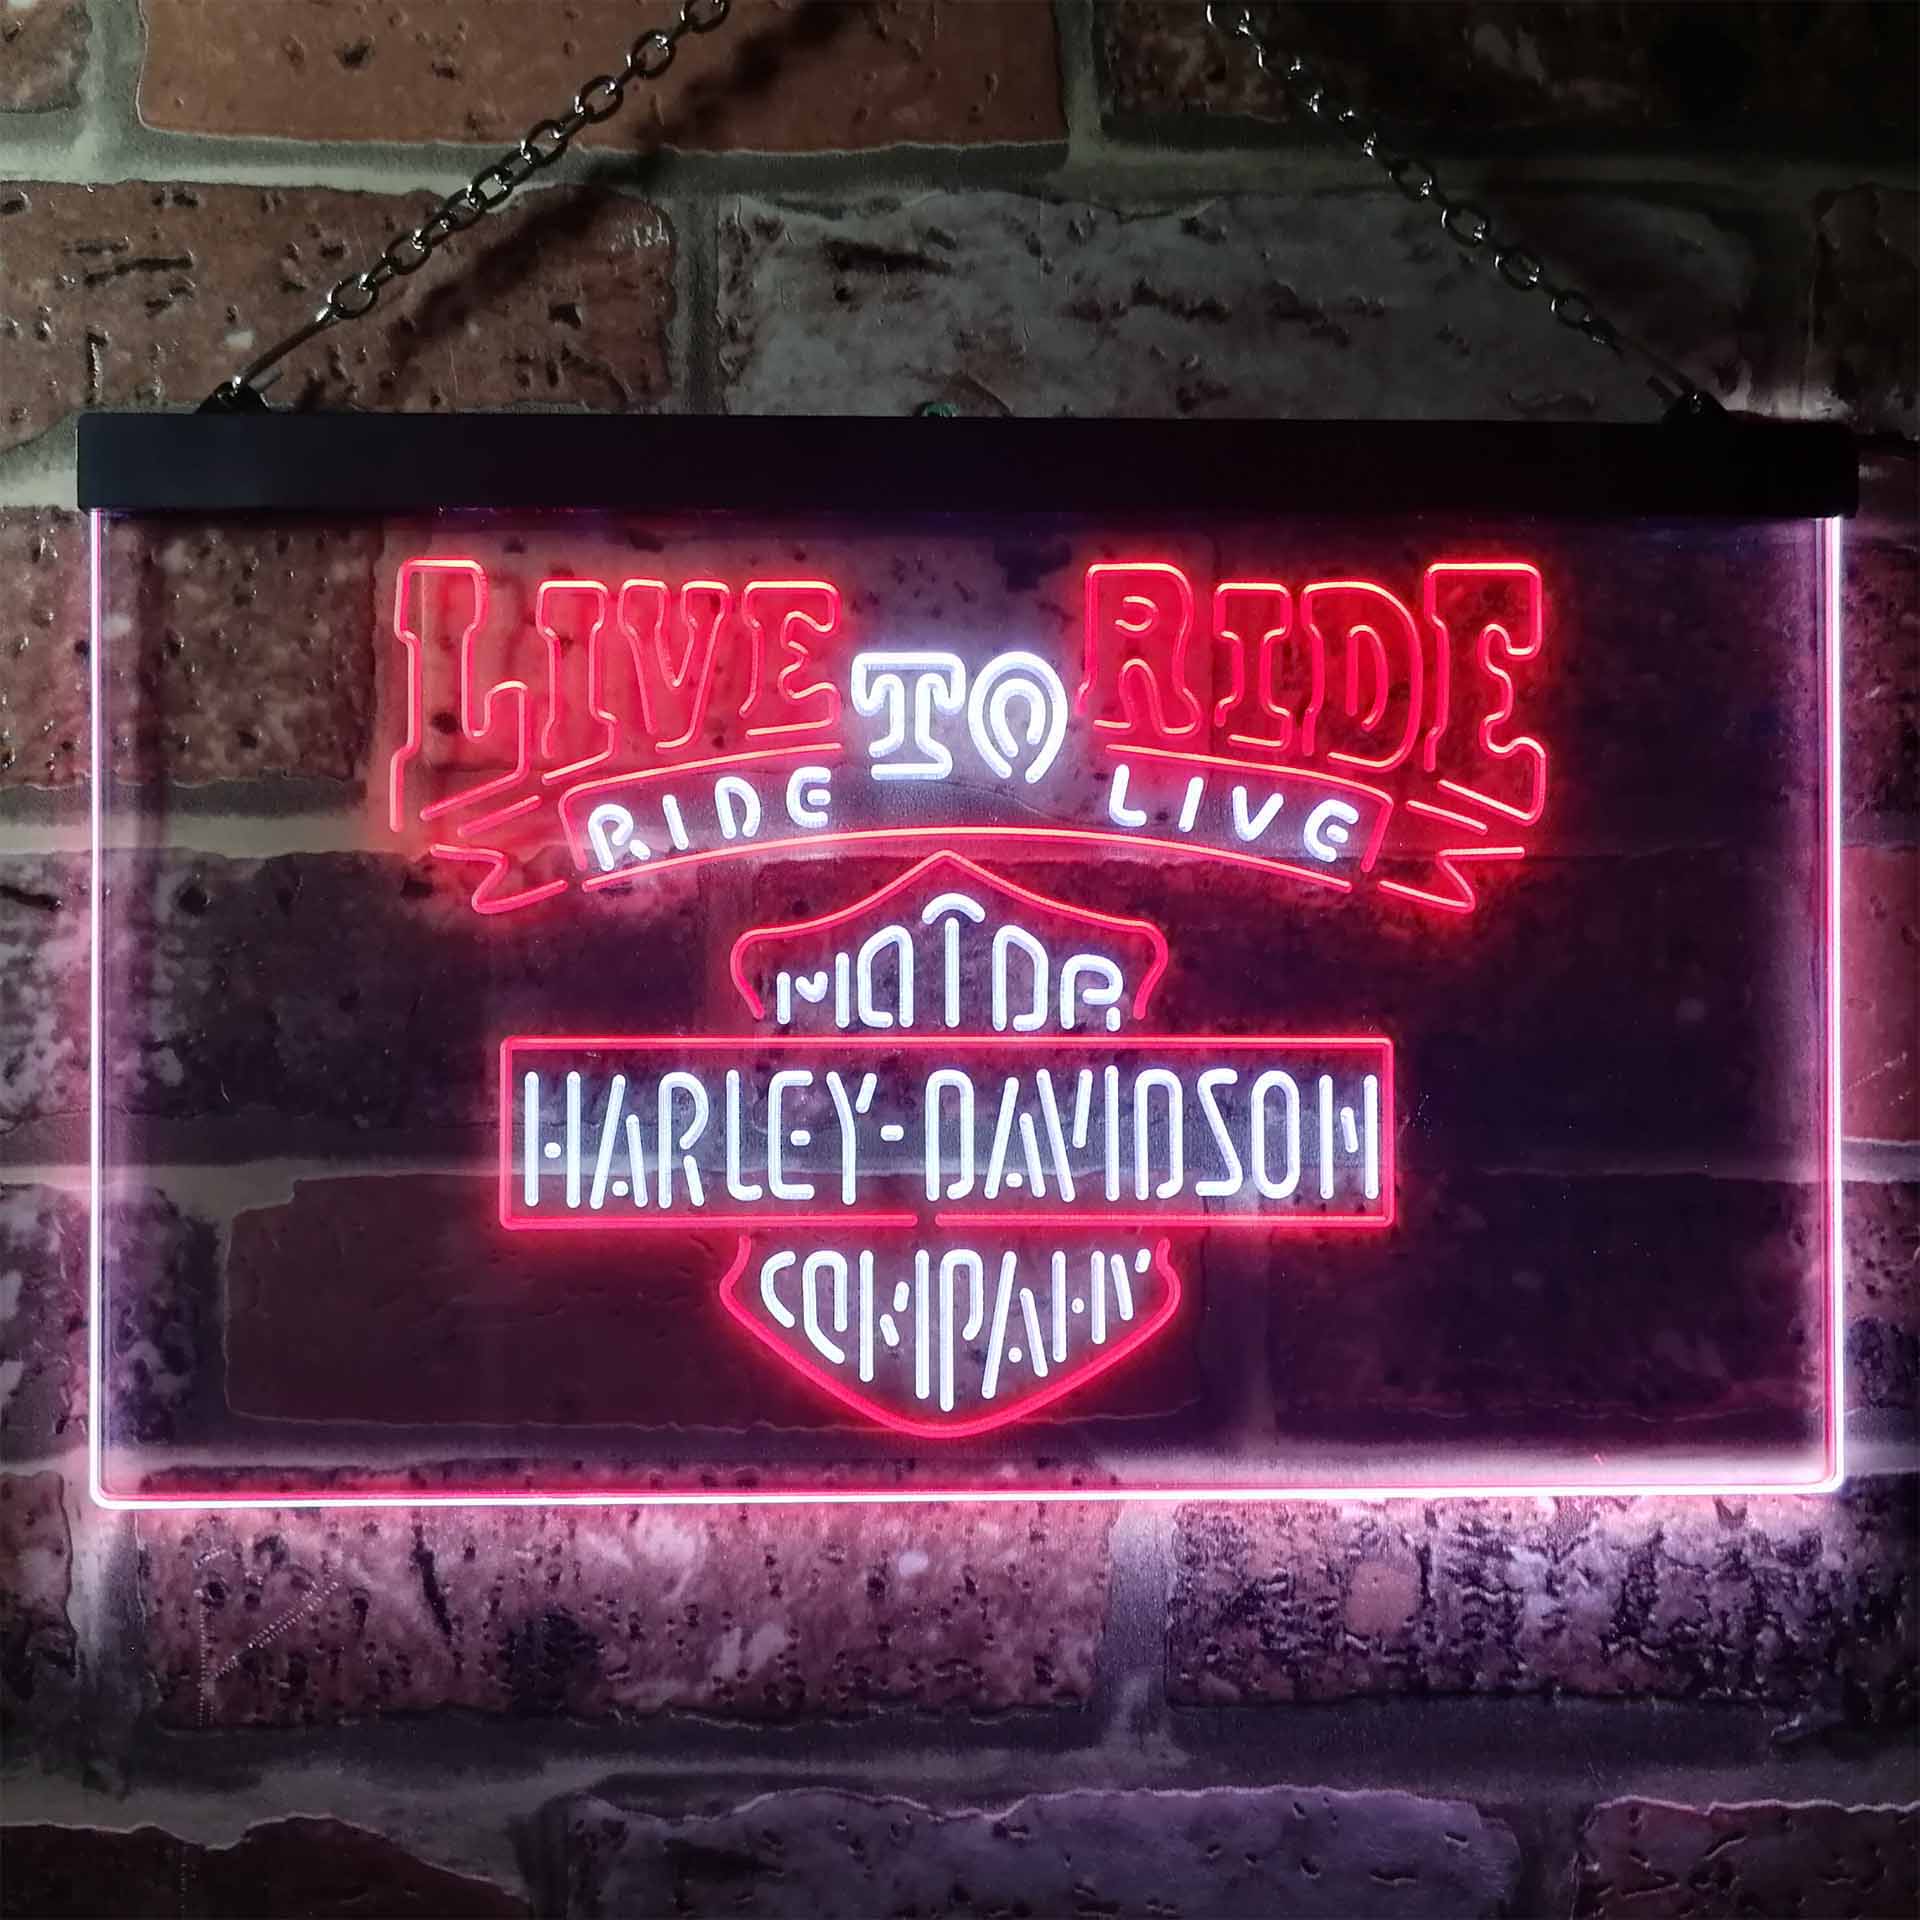 LIVE TO RIDE
RIDE LIVE
MOTOR
HARLEY-DAVIDSON
COMPANY